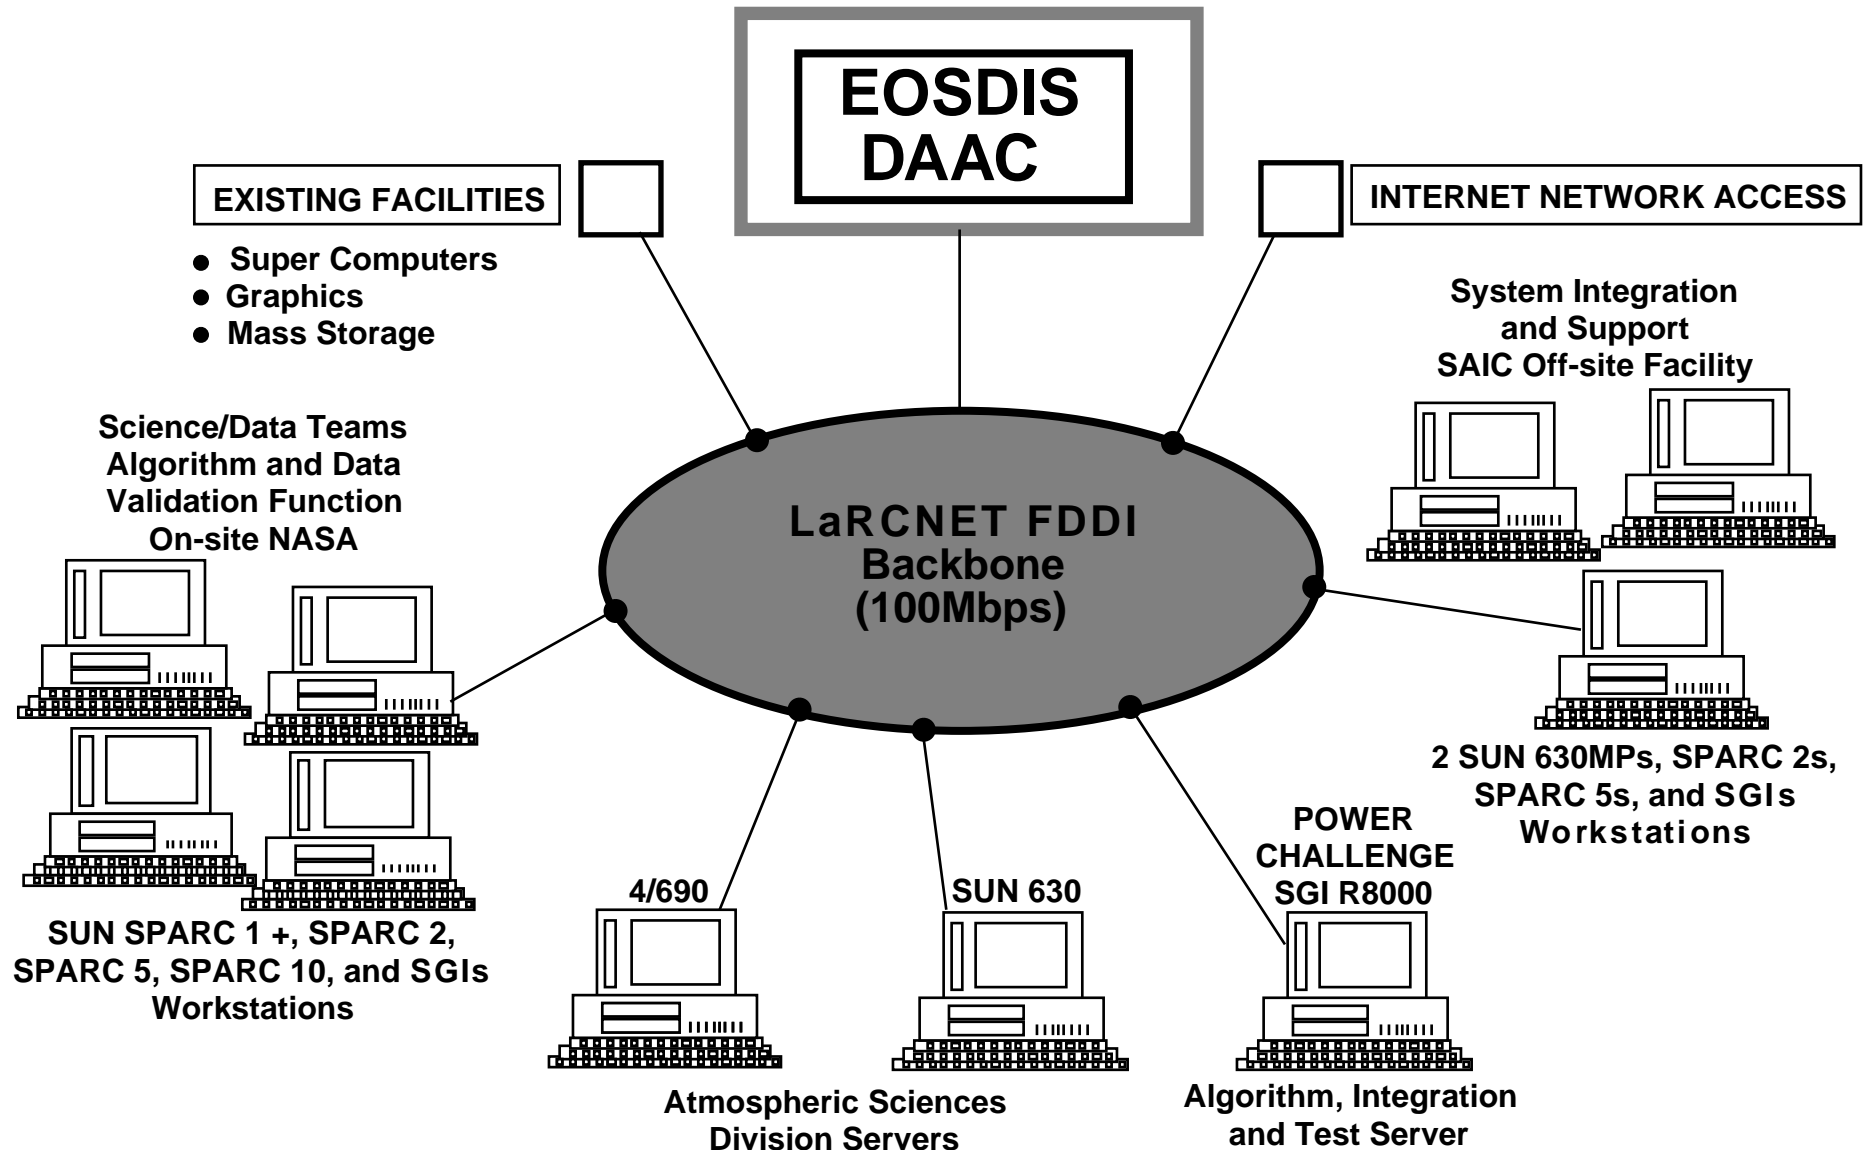 EOSDIS
DAAC
EXISTING FACILITIES
INTERNET NETWORK ACCESS
● Super Computers
● Graphics
● Mass Storage
System Integration
and Support
SAIC Off-site Facility
Science/Data Teams
Algorithm and Data
Validation Function
On-site NASA
LaRCNET FDDI
Backbone
(100Mbps)
2 SUN 630MPs, SPARC 2s,
SPARC 5s, and SGIs
Workstations
POWER
CHALLENGE
SGI R8000
4/690
SUN 630
SUN SPARC 1 +, SPARC 2,
SPARC 5, SPARC 10, and SGIs
Workstations
Atmospheric Sciences
Division Servers
Algorithm, Integration
and Test Server